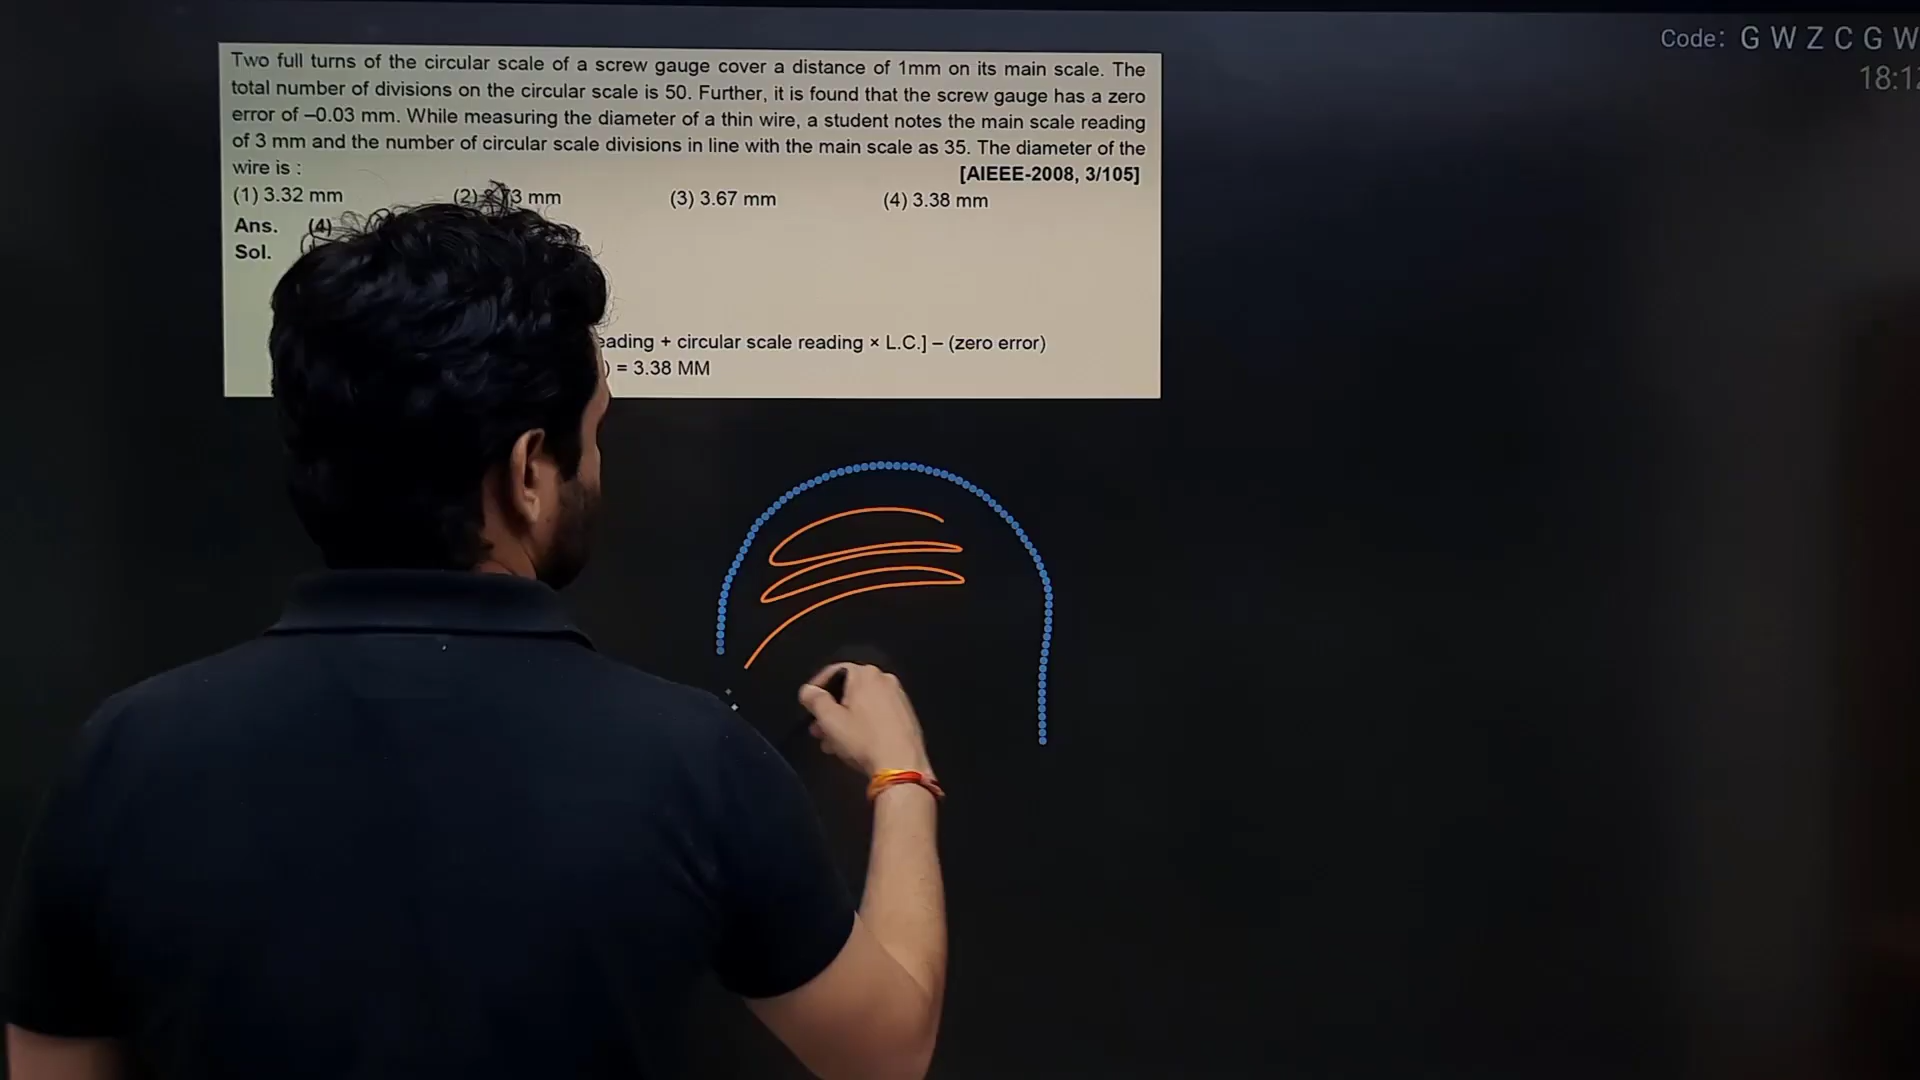 Code: G W Z C G W
18:12
Two full turns of the circular scale of a screw gauge cover a distance of 1mm on its main scale. The
total number of divisions on the circular scale is 50. Further, it is found that the screw gauge has a zero
error of –0.03 mm. While measuring the diameter of a thin wire, a student notes the main scale reading
of 3 mm and the number of circular scale divisions in line with the main scale as 35. The diameter of the
wire is :
[AIEEE-2008, 3/105]
(1) 3.32 mm (2) mm (3) 3.67 mm (4) 3.38 mm
Ans. (4)
Sol.
+ circular scale reading × L.C.] – (zero error)
) = 3.38 MM